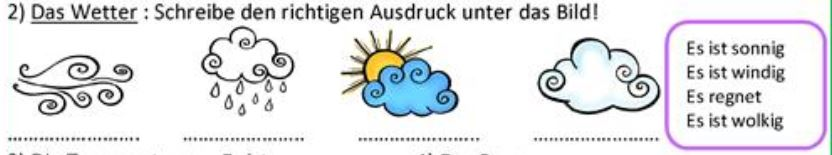 2) Das Wetter : Schreibe den richtigen Ausdruck unter das Bild!
Es ist sonnig
Es ist windig
Es regnet
Es ist wolkig